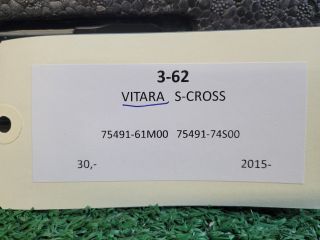 3-62
VITARA S-CROSS
75491-61M00 75491-74S00
30,- 2015-